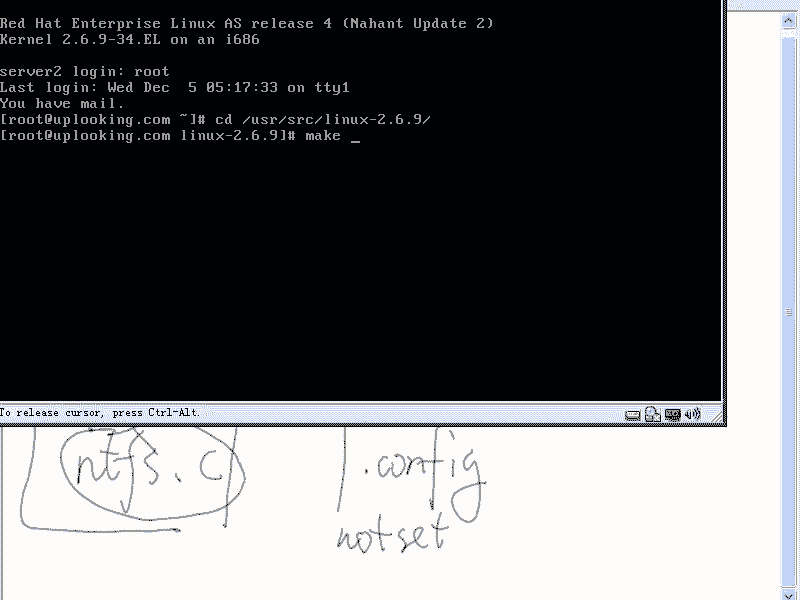 Red Hat Enterprise Linux AS release 4 (Nahant Update 2)
Kernel 2.6.9-34.EL on an i686
server2 login: root
Last login: Wed Dec  5 05:17:33 on tty1
You have mail.
[root@uplooking.com ~]# cd /usr/src/linux-2.6.9/
[root@uplooking.com linux-2.6.9]# make _
To release cursor, press Ctrl-Alt.
ntfs.c .config
not set